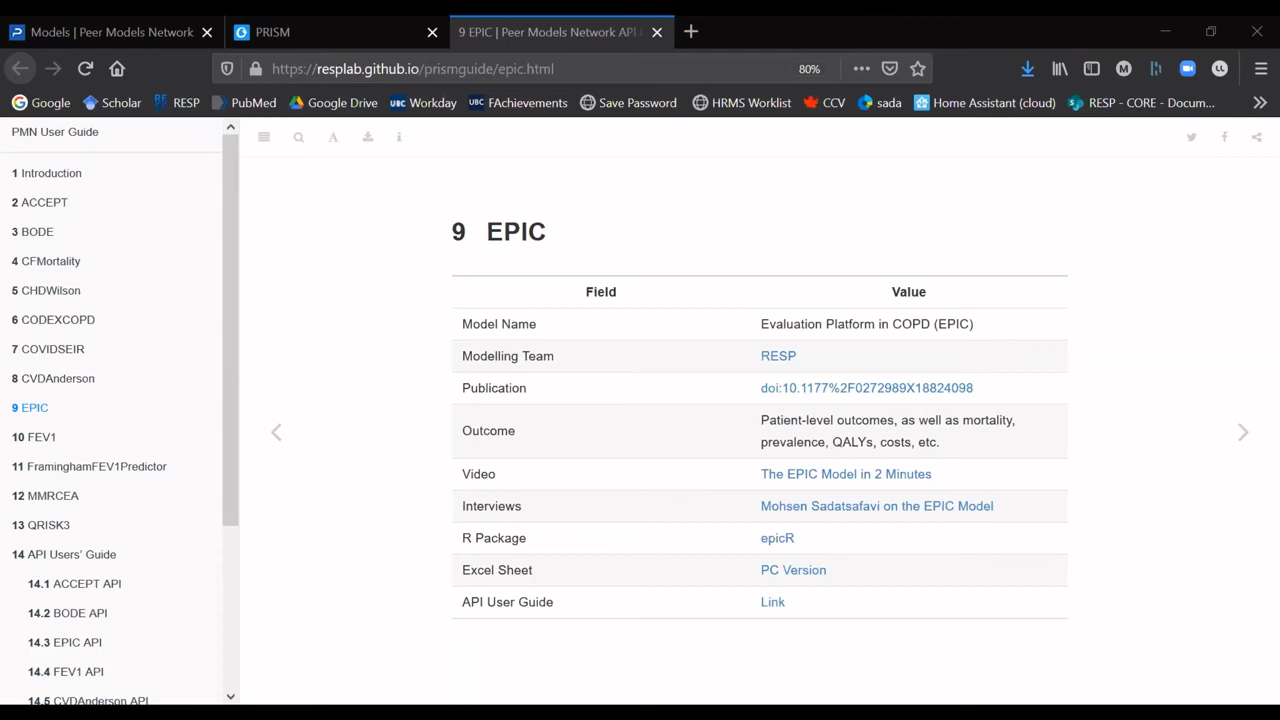 Models | Peer Models Network
PRISM
9 EPIC | Peer Models Network API
https://resplab.github.io/prismguide/epic.html
80%
Google
Scholar
RESP
PubMed
Google Drive
UBC Workday
UBC FAchievements
Save Password
HRMS Worklist
CCV
sada
Home Assistant (cloud)
RESP - CORE - Docum...
PMN User Guide
1 Introduction
2 ACCEPT
3 BODE
4 CFMortality
5 CHDWilson
6 CODEXCOPD
7 COVIDSEIR
8 CVDAnderson
9 EPIC
10 FEV1
11 FraminghamFEV1Predictor
12 MMRCEA
13 QRISK3
14 API Users' Guide
14.1 ACCEPT API
14.2 BODE API
14.3 EPIC API
14.4 FEV1 API
14.5 CVDAnderson API
9 EPIC
Field Value
Model Name Evaluation Platform in COPD (EPIC)
Modelling Team RESP
Publication doi:10.1177%2F0272989X18824098
Outcome Patient-level outcomes, as well as mortality,
prevalence, QALYs, costs, etc.
Video The EPIC Model in 2 Minutes
Interviews Mohsen Sadatsafavi on the EPIC Model
R Package epicR
Excel Sheet PC Version
API User Guide Link